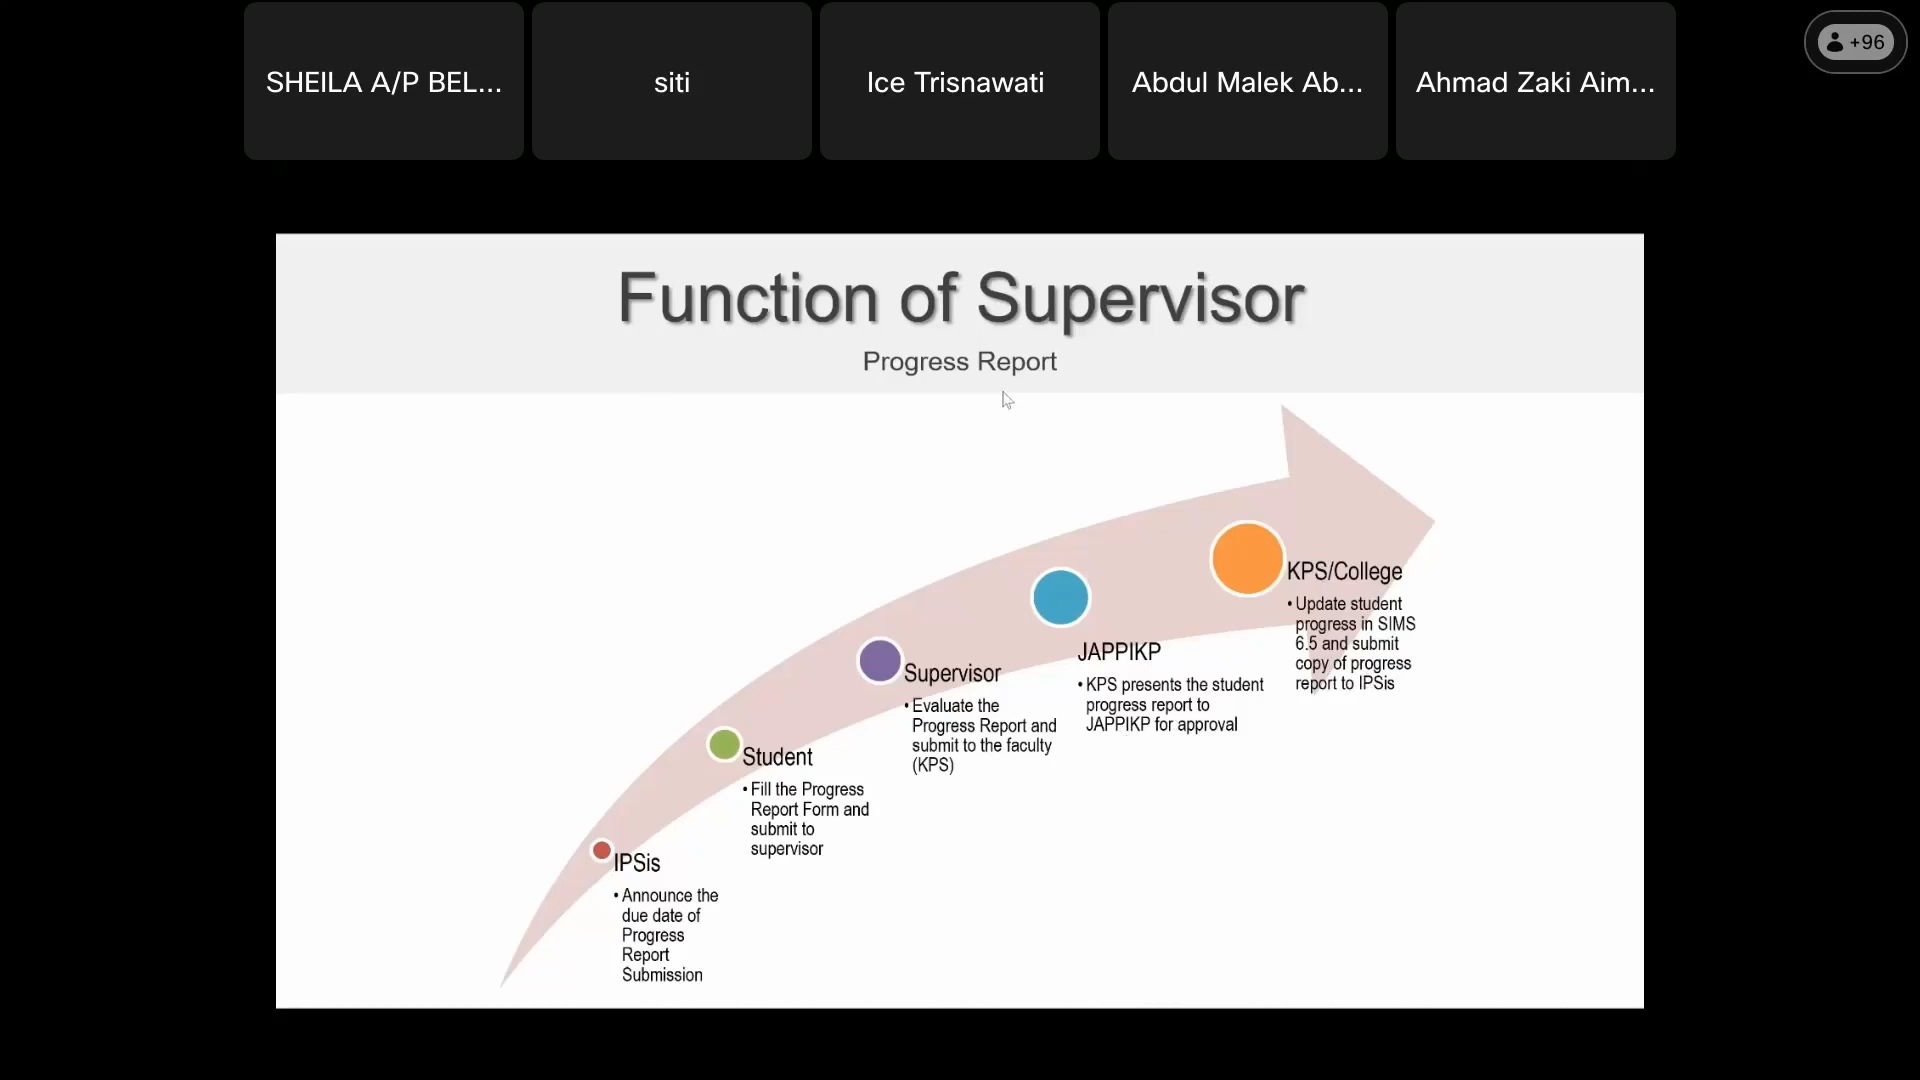 SHEILA A/P BEL...
siti
Ice Trisnawati
Abdul Malek Ab...
Ahmad Zaki Aim...
+96
Function of Supervisor
Progress Report
IPSis
• Announce the
due date of
Progress
Report
Submission
Student
• Fill the Progress
Report Form and
submit to
supervisor
Supervisor
• Evaluate the
Progress Report and
submit to the faculty
(KPS)
JAPPIKP
• KPS presents the student
progress report to
JAPPIKP for approval
KPS/College
• Update student
progress in SIMS
6.5 and submit
copy of progress
report to IPSis